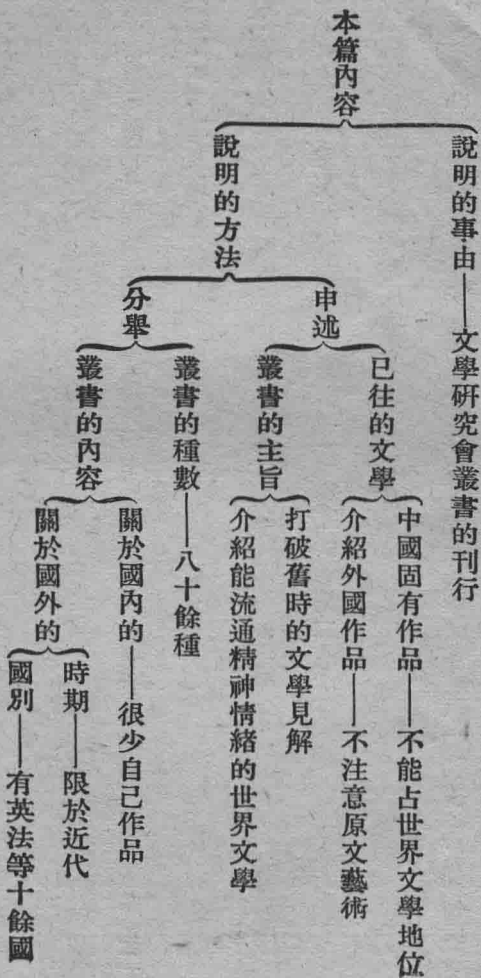 本篇內容
說明的事由——文學研究會叢書的刊行
說明的方法
申述
已往的文學
中國固有作品——不能占世界文學地位
介紹外國作品——不注意原文藝術
叢書的主旨
打破舊時的文學見解
介紹能流通精神情緒的世界文學
分舉
叢書的種數——八十餘種
叢書的內容
關於國內的——很少自己作品
關於國外的
時期——限於近代
國別——有英法等十餘國